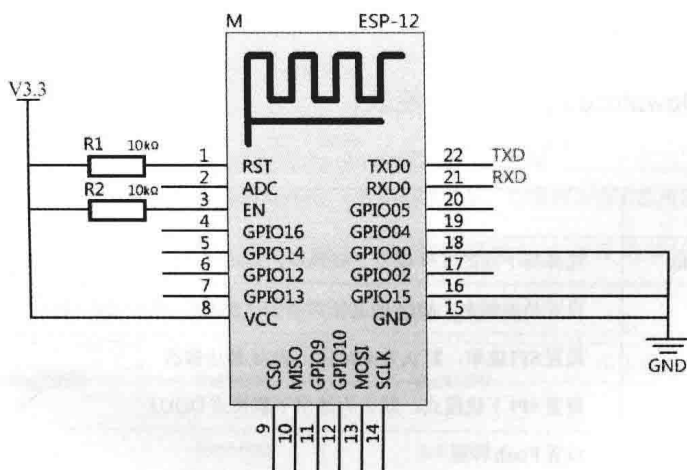 M ESP-12
V3.3
R1 10kΩ 1 RST TXD0 22 TXD
2 ADC RXD0 21 RXD
R2 10kΩ 3 EN GPIO05 20
4 GPIO16 GPIO04 19
5 GPIO14 GPIO00 18
6 GPIO12 GPIO02 17
7 GPIO13 GPIO15 16
8 VCC GND 15
CS0 MISO GPIO9 GPIO10 MOSI SCLK
9 10 11 12 13 14
GND